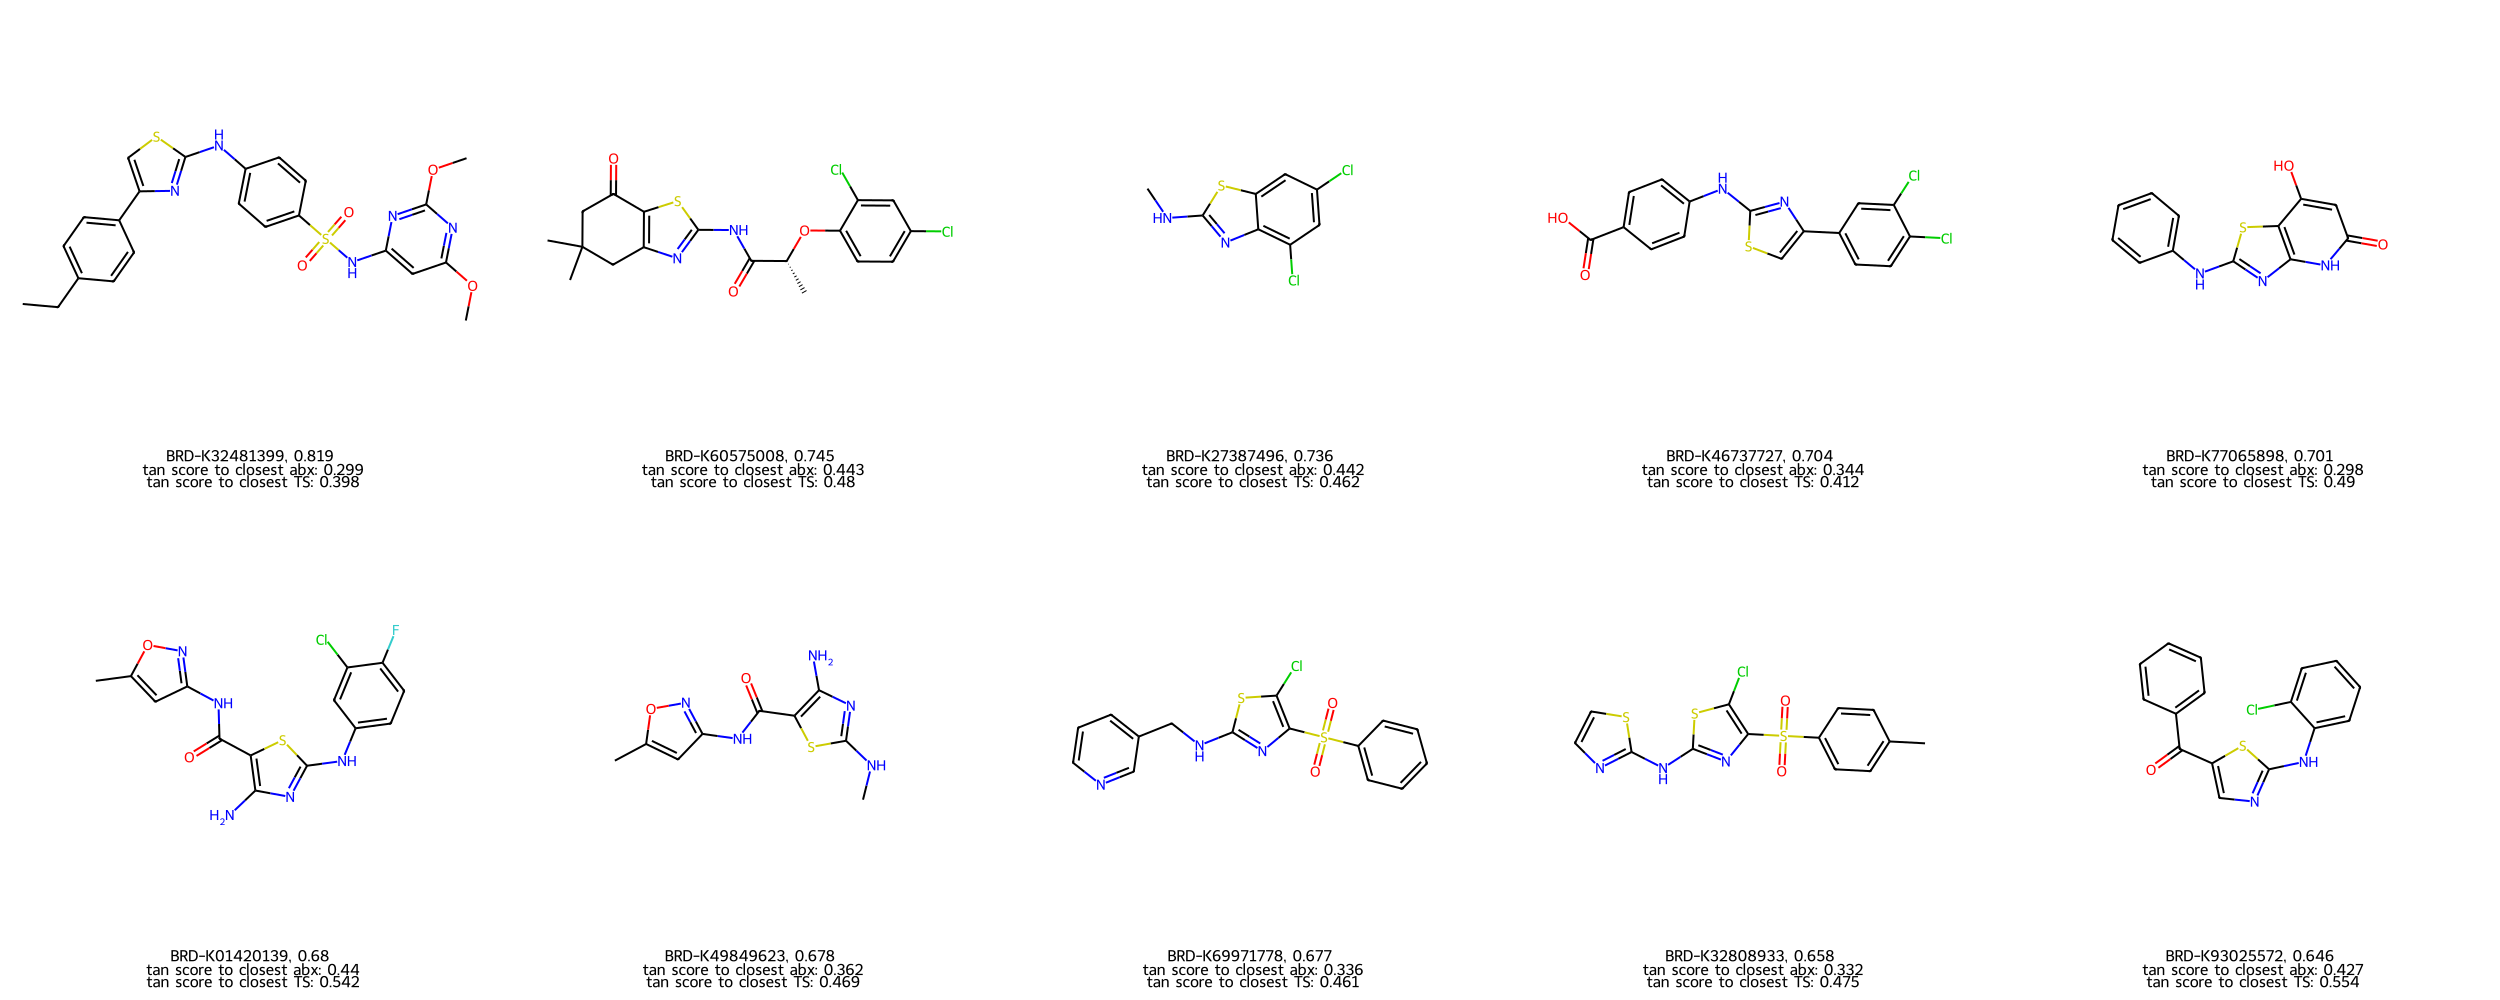 BRD-K32481399, 0.819
tan score to closest abx: 0.299
tan score to closest TS: 0.398
BRD-K60575008, 0.745
tan score to closest abx: 0.443
tan score to closest TS: 0.48
BRD-K27387496, 0.736
tan score to closest abx: 0.442
tan score to closest TS: 0.462
BRD-K46737727, 0.704
tan score to closest abx: 0.344
tan score to closest TS: 0.412
BRD-K77065898, 0.701
tan score to closest abx: 0.298
tan score to closest TS: 0.49
BRD-K01420139, 0.68
tan score to closest abx: 0.44
tan score to closest TS: 0.542
BRD-K49849623, 0.678
tan score to closest abx: 0.362
tan score to closest TS: 0.469
BRD-K69971778, 0.677
tan score to closest abx: 0.336
tan score to closest TS: 0.461
BRD-K32808933, 0.658
tan score to closest abx: 0.332
tan score to closest TS: 0.475
BRD-K93025572, 0.646
tan score to closest abx: 0.427
tan score to closest TS: 0.554